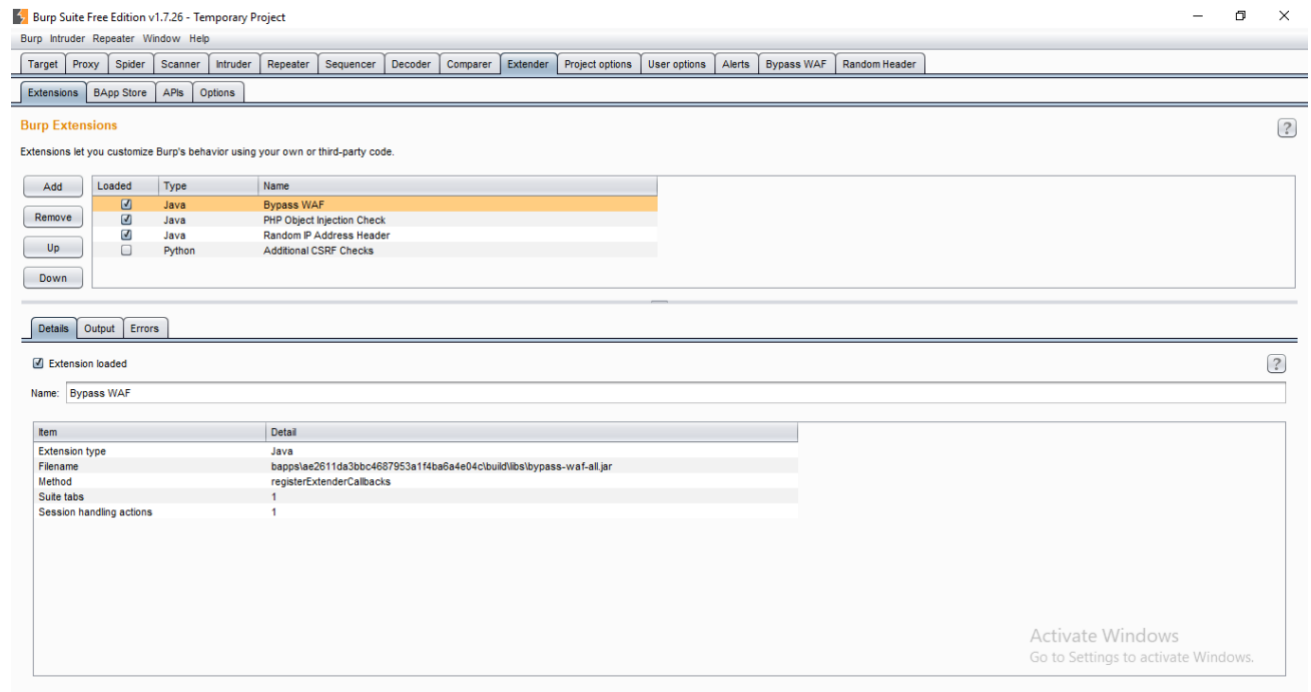 Burp Suite Free Edition v1.7.26 - Temporary Project
Burp Intruder Repeater Window Help
Target Proxy Spider Scanner Intruder Repeater Sequencer Decoder Comparer Extender Project options User options Alerts Bypass WAF Random Header
Extensions BApp Store APIs Options
Burp Extensions
?
Extensions let you customize Burp's behavior using your own or third-party code.
Add Loaded Type Name
Java Bypass WAF
Remove Java PHP Object Injection Check
Java Random IP Address Header
Up Python Additional CSRF Checks
Down
Details Output Errors
Extension loaded
?
Name: Bypass WAF
Item Detail
Extension type Java
Filename bapps\ae2611da3bbc4687953a1f4ba6a4e04c\build\libs\bypass-waf-all.jar
Method registerExtenderCallbacks
Suite tabs 1
Session handling actions 1
Activate Windows
Go to Settings to activate Windows.